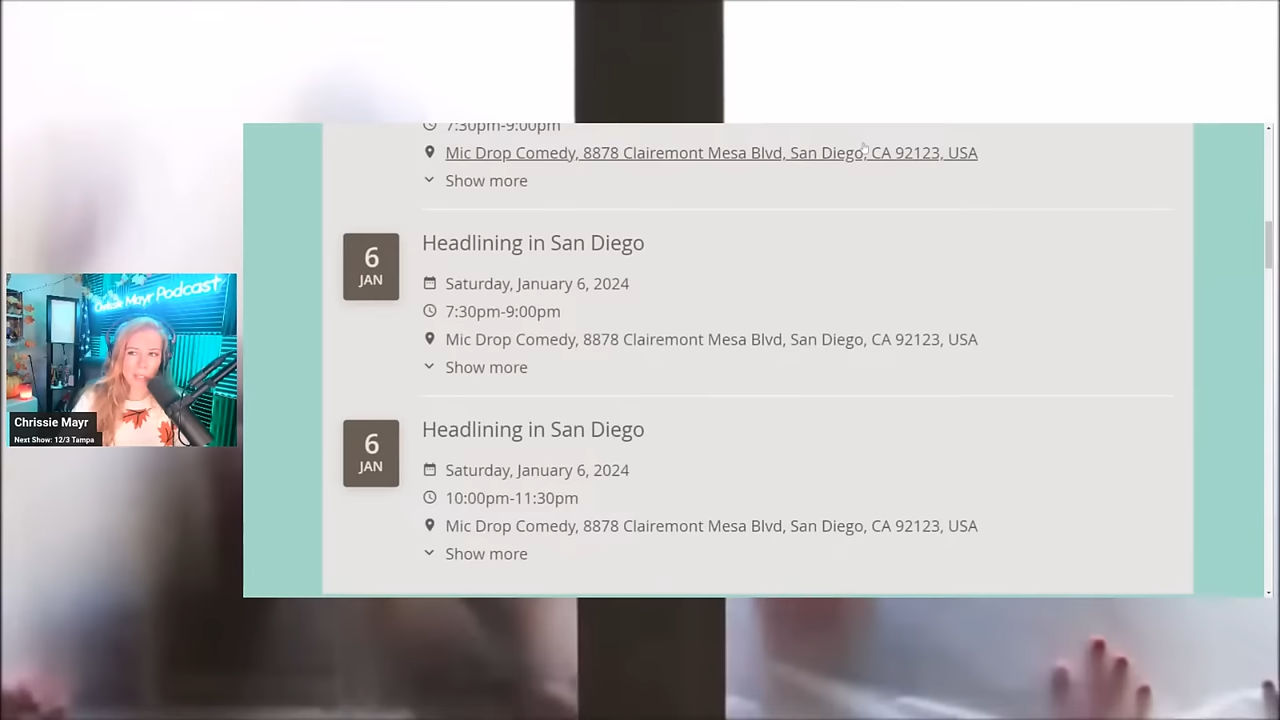 7:30pm-9:00pm
Mic Drop Comedy, 8878 Clairemont Mesa Blvd, San Diego, CA 92123, USA
Show more
6
JAN
Headlining in San Diego
Saturday, January 6, 2024
7:30pm-9:00pm
Mic Drop Comedy, 8878 Clairemont Mesa Blvd, San Diego, CA 92123, USA
Show more
6
JAN
Headlining in San Diego
Saturday, January 6, 2024
10:00pm-11:30pm
Mic Drop Comedy, 8878 Clairemont Mesa Blvd, San Diego, CA 92123, USA
Show more
Chrissie Mayr Podcast
Chrissie Mayr
Next Show: 12/3 Tampa